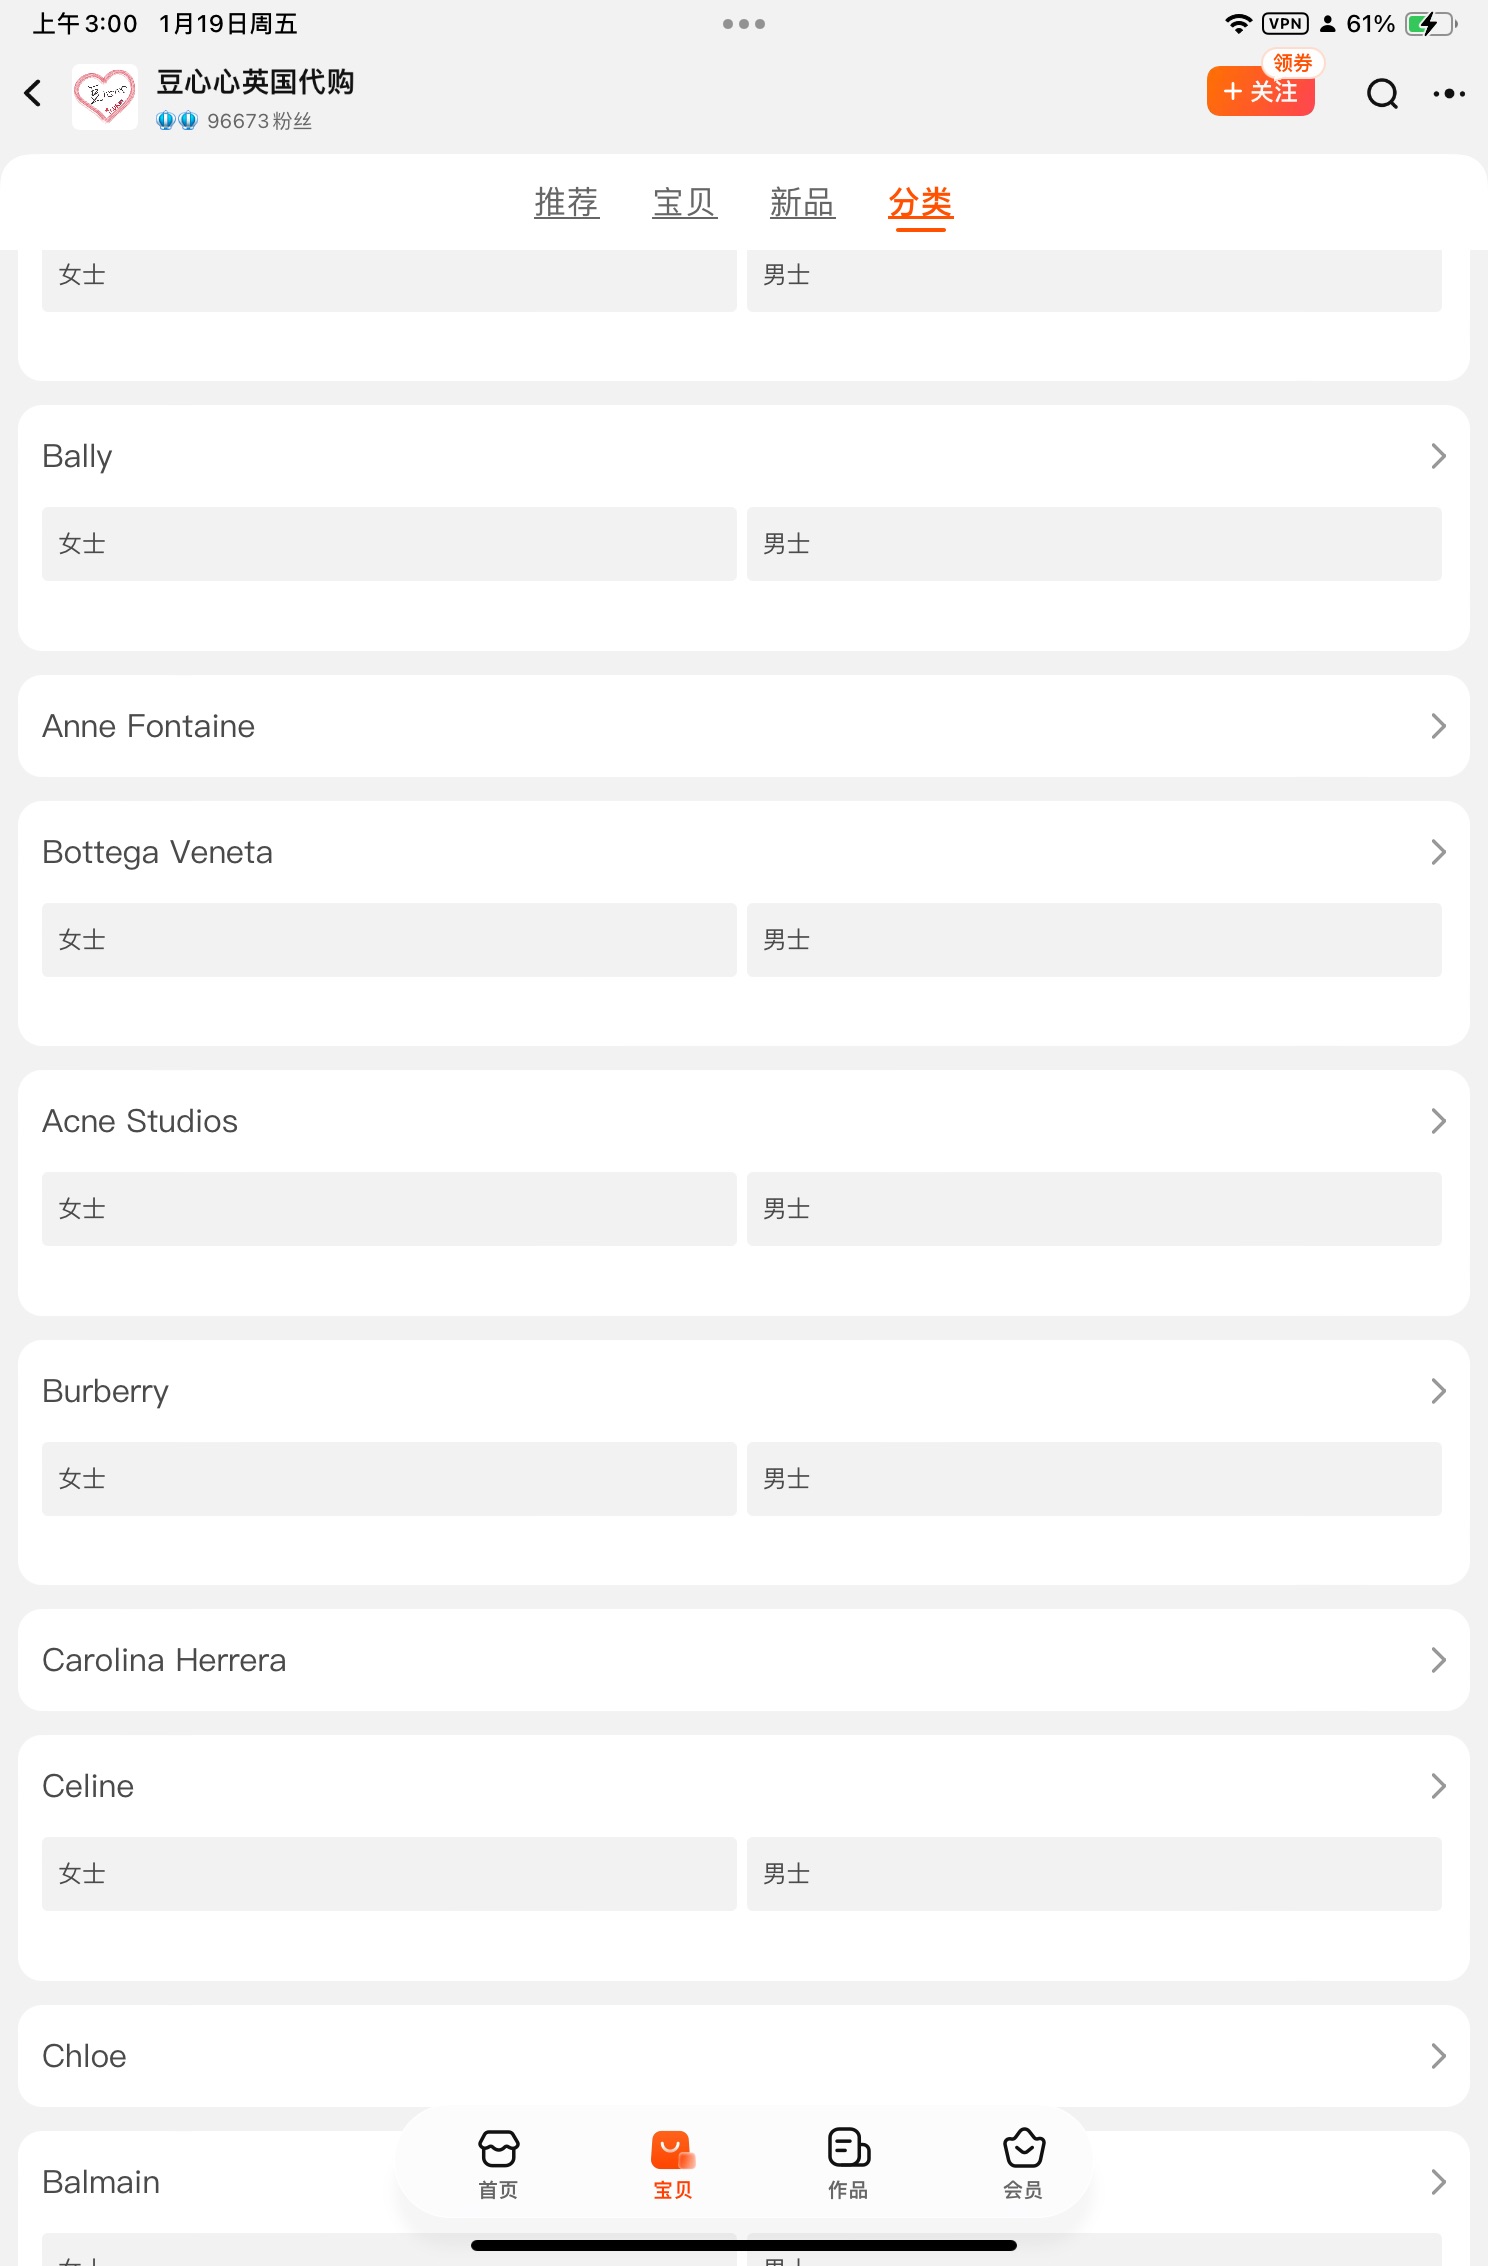 上午3:00 1月19日周五
VPN 61%
豆心心英国代购
96673粉丝
领券
+ 关注
推荐 宝贝 新品 分类
女士 男士
Bally
女士 男士
Anne Fontaine
Bottega Veneta
女士 男士
Acne Studios
女士 男士
Burberry
女士 男士
Carolina Herrera
Celine
女士 男士
Chloe
Balmain
首页 宝贝 作品 会员